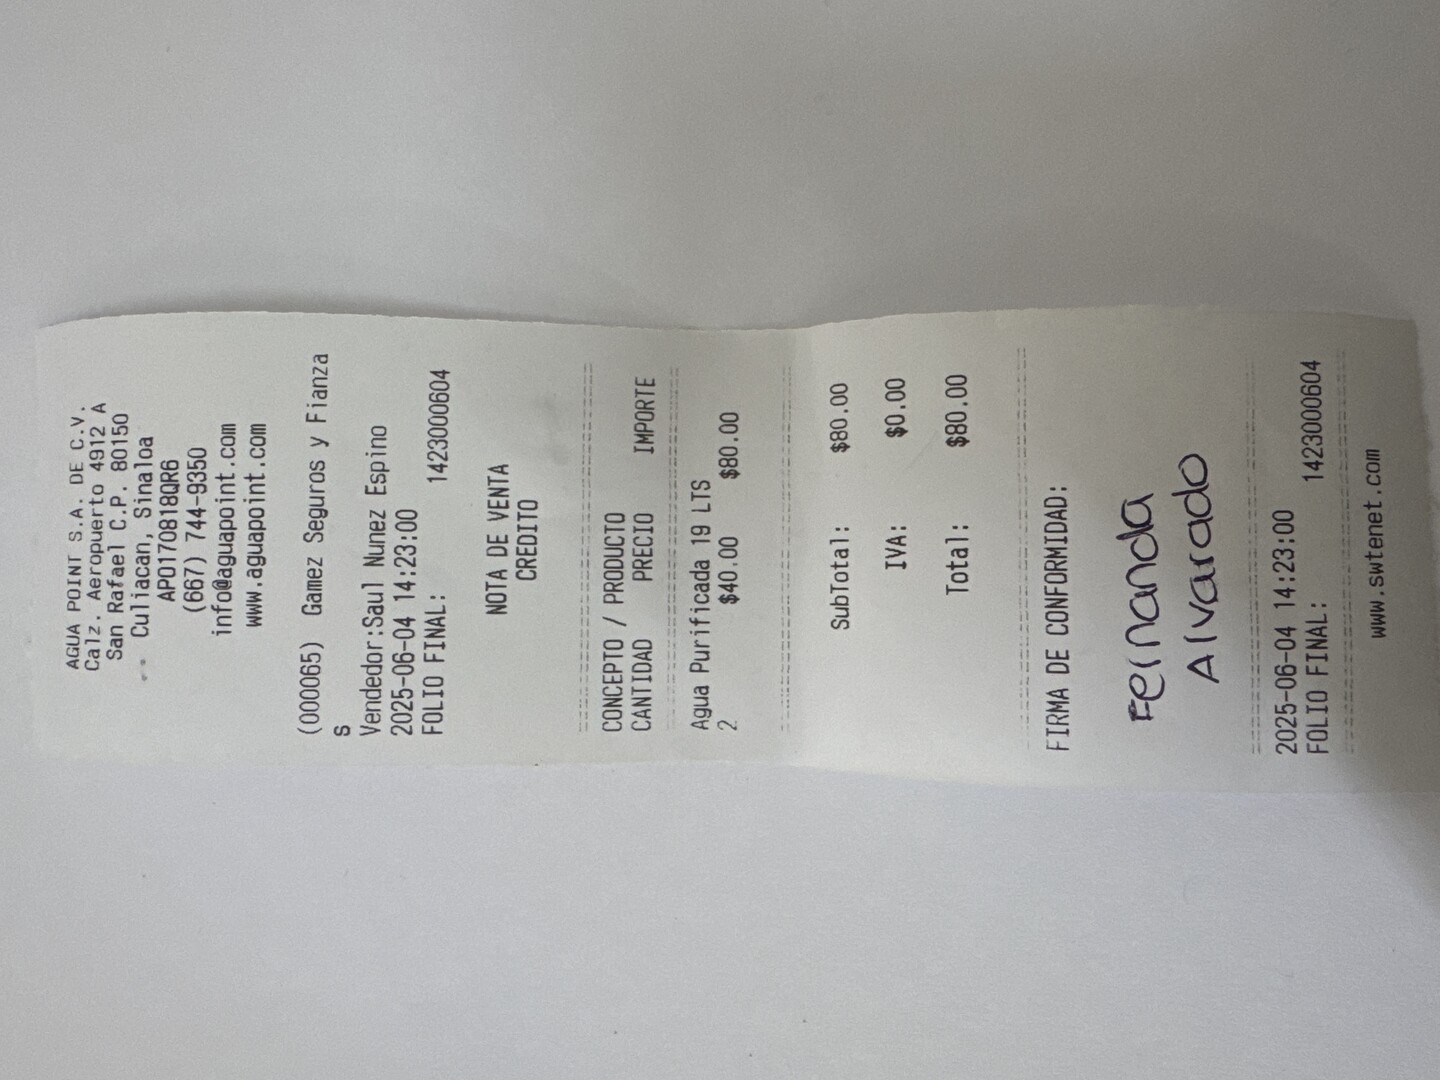 AGUA POINT S.A. DE C.V.
Calz. Aeropuerto 4912 A
San Rafael C.P. 80150
Culiacan, Sinaloa
APO170818QR6
(667) 744-9350
info@aguapoint.com
www.aguapoint.com
(000065) Gamez Seguros y Fianza
s
Vendedor:Saul Nunez Espino
2025-06-04 14:23:00
FOLIO FINAL: 1423000604
NOTA DE VENTA
CREDITO
CONCEPTO / PRODUCTO
CANTIDAD PRECIO IMPORTE
Agua Purificada 19 LTS
2 $40.00 $80.00
SubTotal: $80.00
IVA: $0.00
Total: $80.00
FIRMA DE CONFORMIDAD:
Fernanda
Alvarado
2025-06-04 14:23:00
FOLIO FINAL: 1423000604
www.swtenet.com